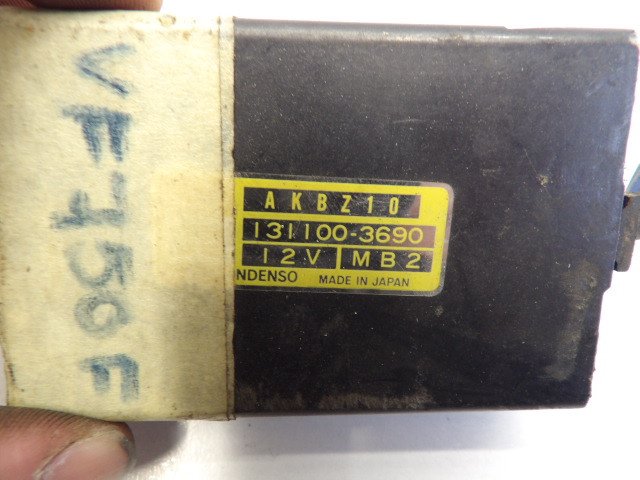 VF750F
AKBZ10
131100-3690
12V MB2
NDENSO MADE IN JAPAN